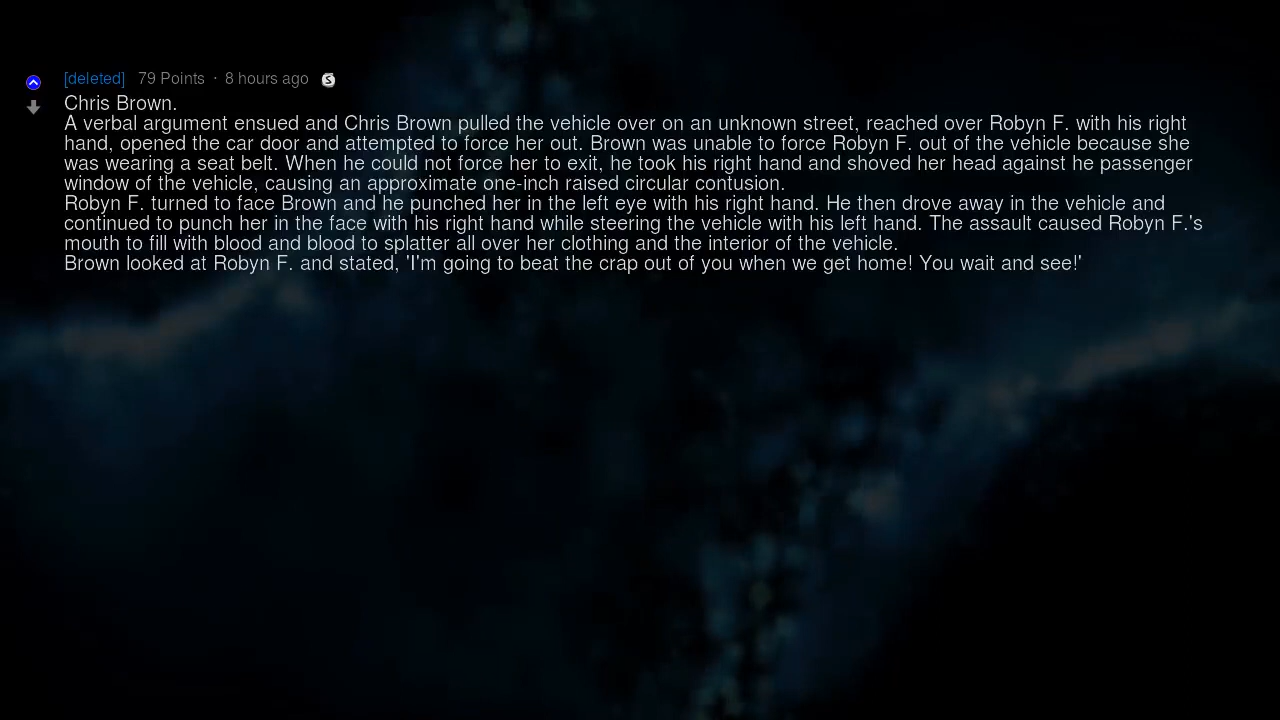 [deleted] 79 Points · 8 hours ago S
Chris Brown.
A verbal argument ensued and Chris Brown pulled the vehicle over on an unknown street, reached over Robyn F. with his right
hand, opened the car door and attempted to force her out. Brown was unable to force Robyn F. out of the vehicle because she
was wearing a seat belt. When he could not force her to exit, he took his right hand and shoved her head against he passenger
window of the vehicle, causing an approximate one-inch raised circular contusion.
Robyn F. turned to face Brown and he punched her in the left eye with his right hand. He then drove away in the vehicle and
continued to punch her in the face with his right hand while steering the vehicle with his left hand. The assault caused Robyn F.'s
mouth to fill with blood and blood to splatter all over her clothing and the interior of the vehicle.
Brown looked at Robyn F. and stated, 'I'm going to beat the crap out of you when we get home! You wait and see!'